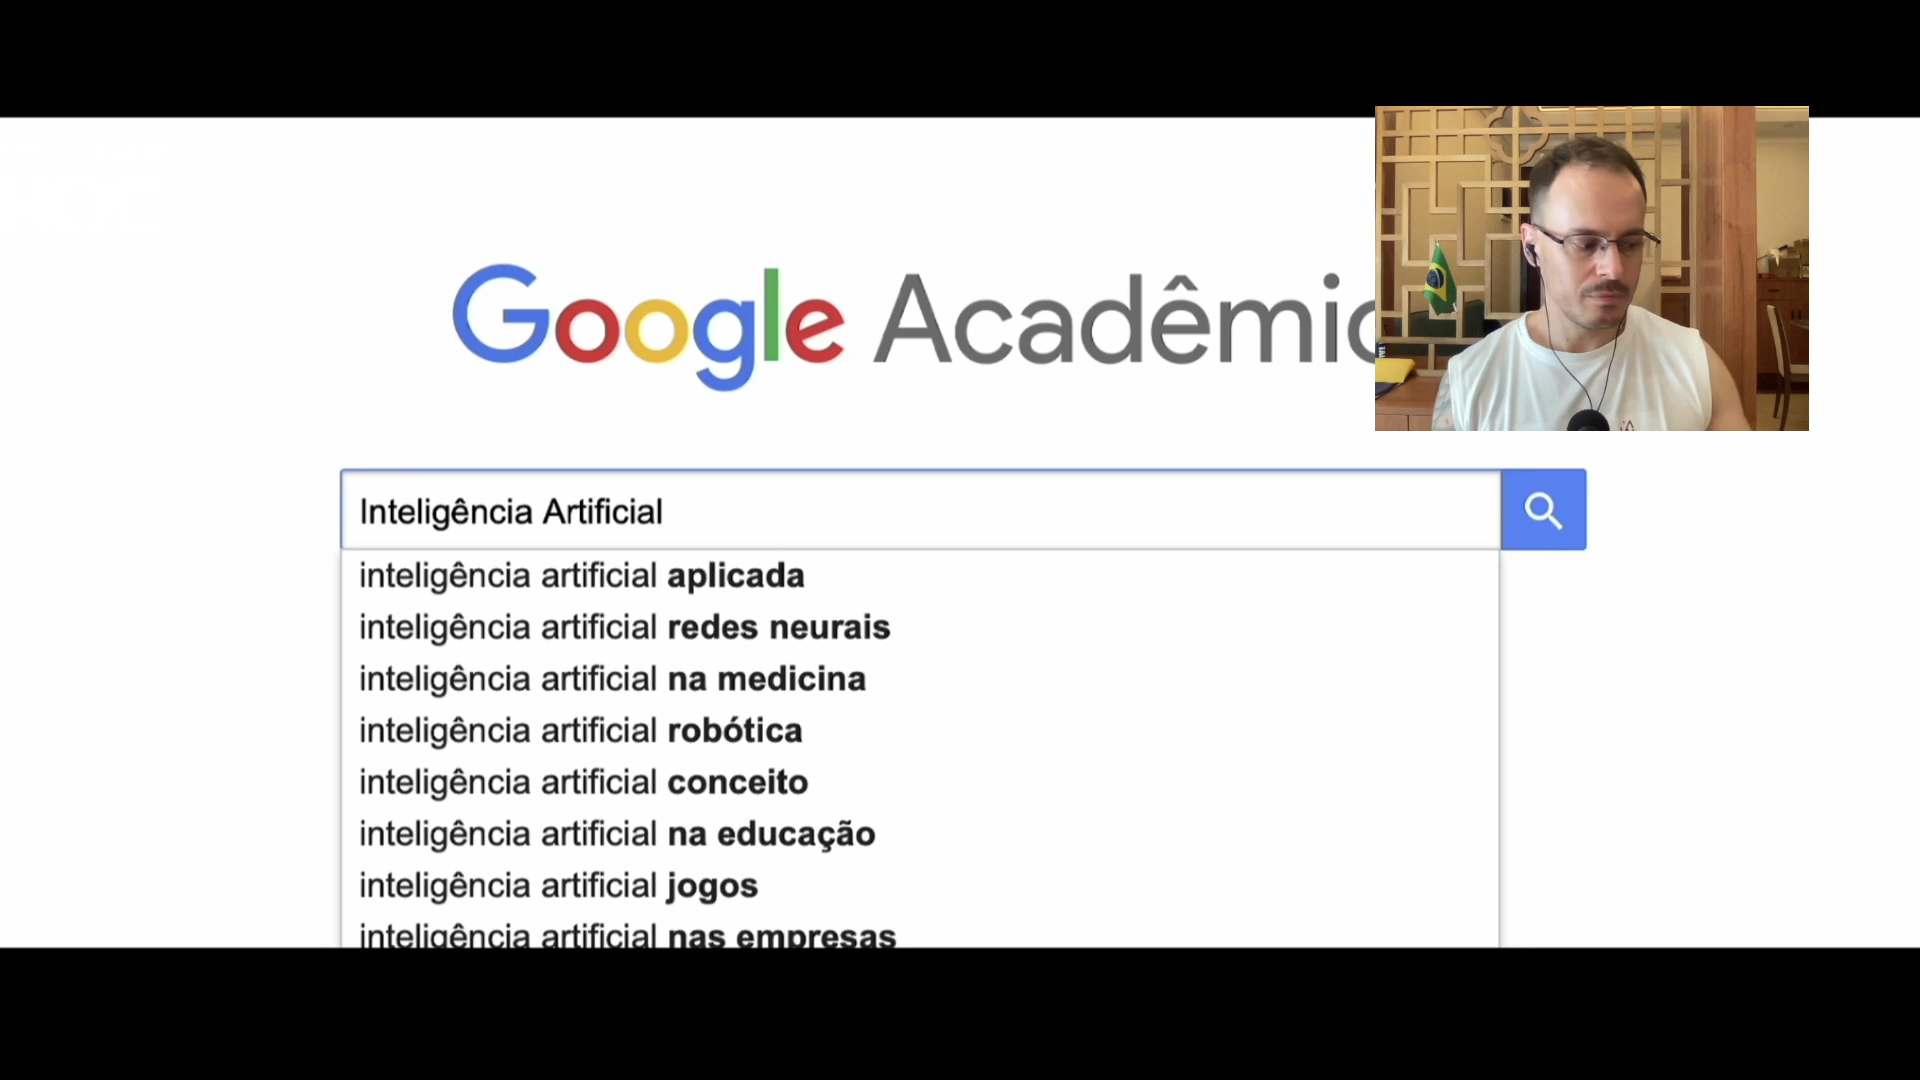 Google Acadêmic
Inteligência Artificial
inteligência artificial aplicada
inteligência artificial redes neurais
inteligência artificial na medicina
inteligência artificial robótica
inteligência artificial conceito
inteligência artificial na educação
inteligência artificial jogos
inteligência artificial nas empresas